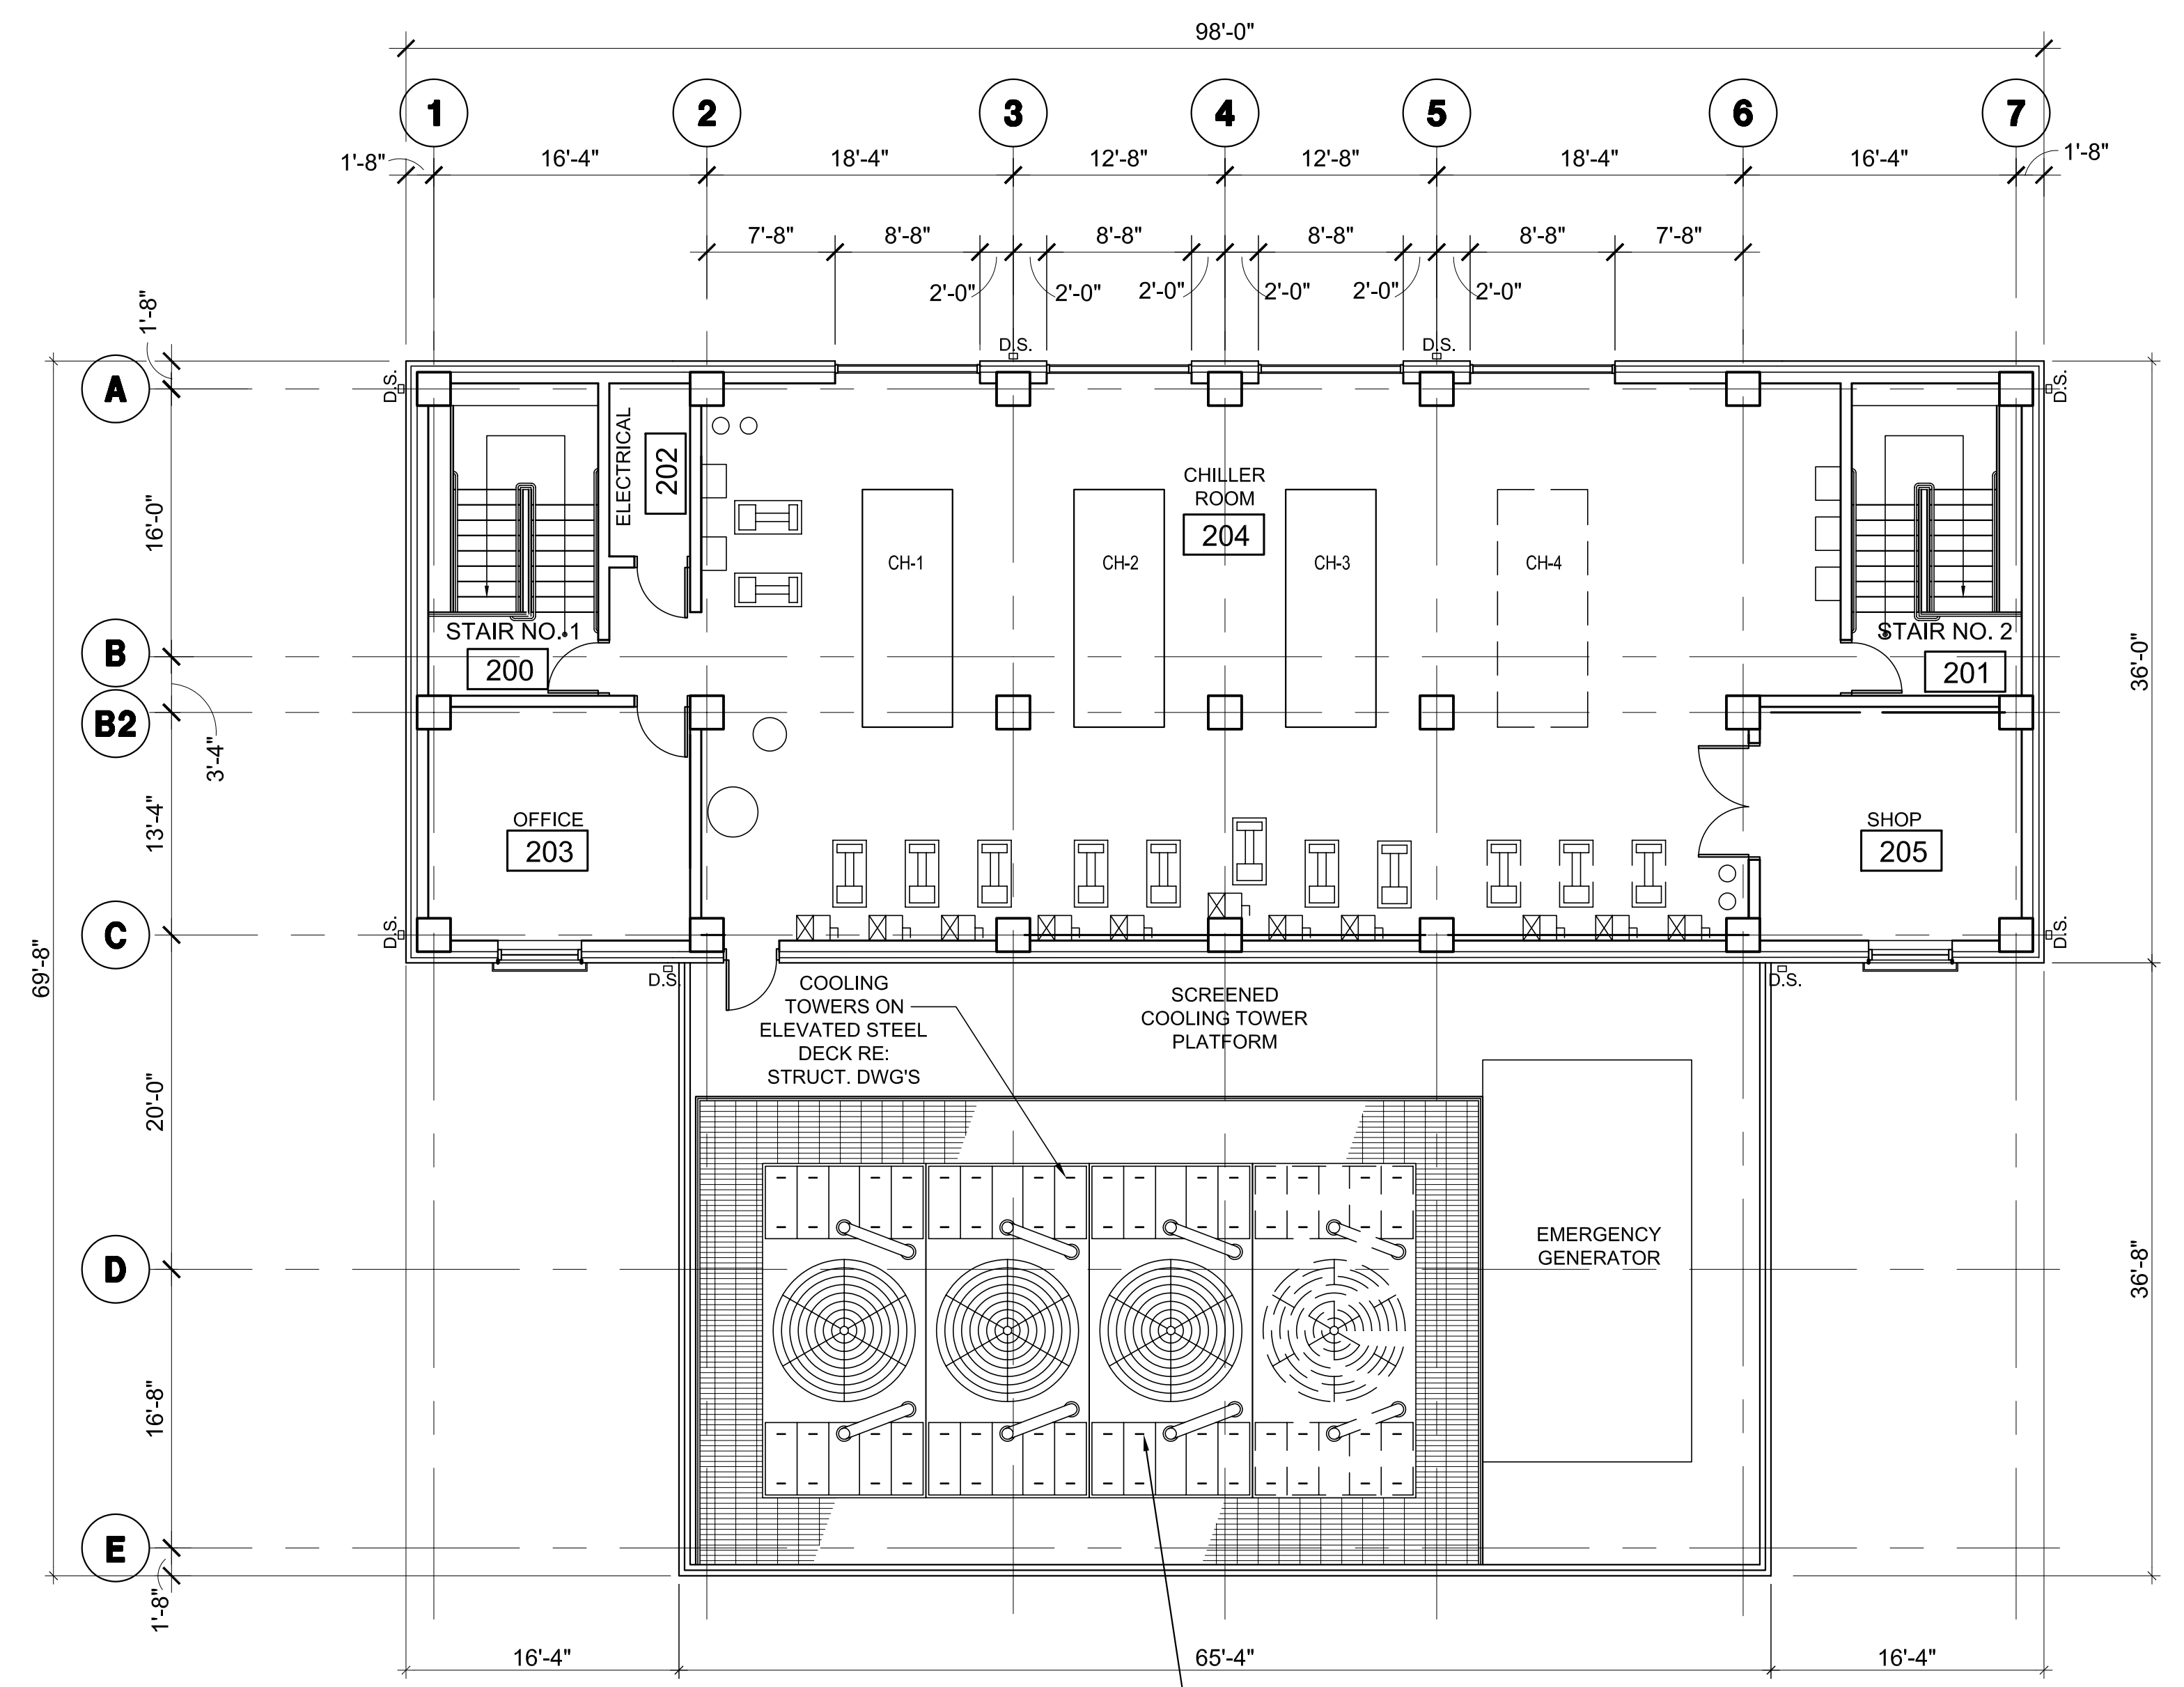 98'-0"
1 2 3 4 5 6 7
1'-8" 16'-4" 18'-4" 12'-8" 12'-8" 18'-4" 16'-4" 1'-8"
7'-8" 8'-8" 8'-8" 8'-8" 8'-8" 7'-8"
2'-0" 2'-0" 2'-0" 2'-0" 2'-0" 2'-0"
1'-8"
D.S. D.S.
A
D.S.
D.S.
16'-0"
ELECTRICAL
202
CHILLER
ROOM
204
CH-1 CH-2 CH-3 CH-4
STAIR NO. 1
200
STAIR NO. 2
201
B
B2
3'-4"
36'-0"
13'-4"
OFFICE
203
SHOP
205
C
D.S.
D.S.
69'-8"
D.S.
D.S.
COOLING
TOWERS ON
ELEVATED STEEL
DECK RE:
STRUCT. DWG'S
SCREENED
COOLING TOWER
PLATFORM
20'-0"
EMERGENCY
GENERATOR
D
36'-8"
16'-8"
E
1'-8"
16'-4" 65'-4" 16'-4"